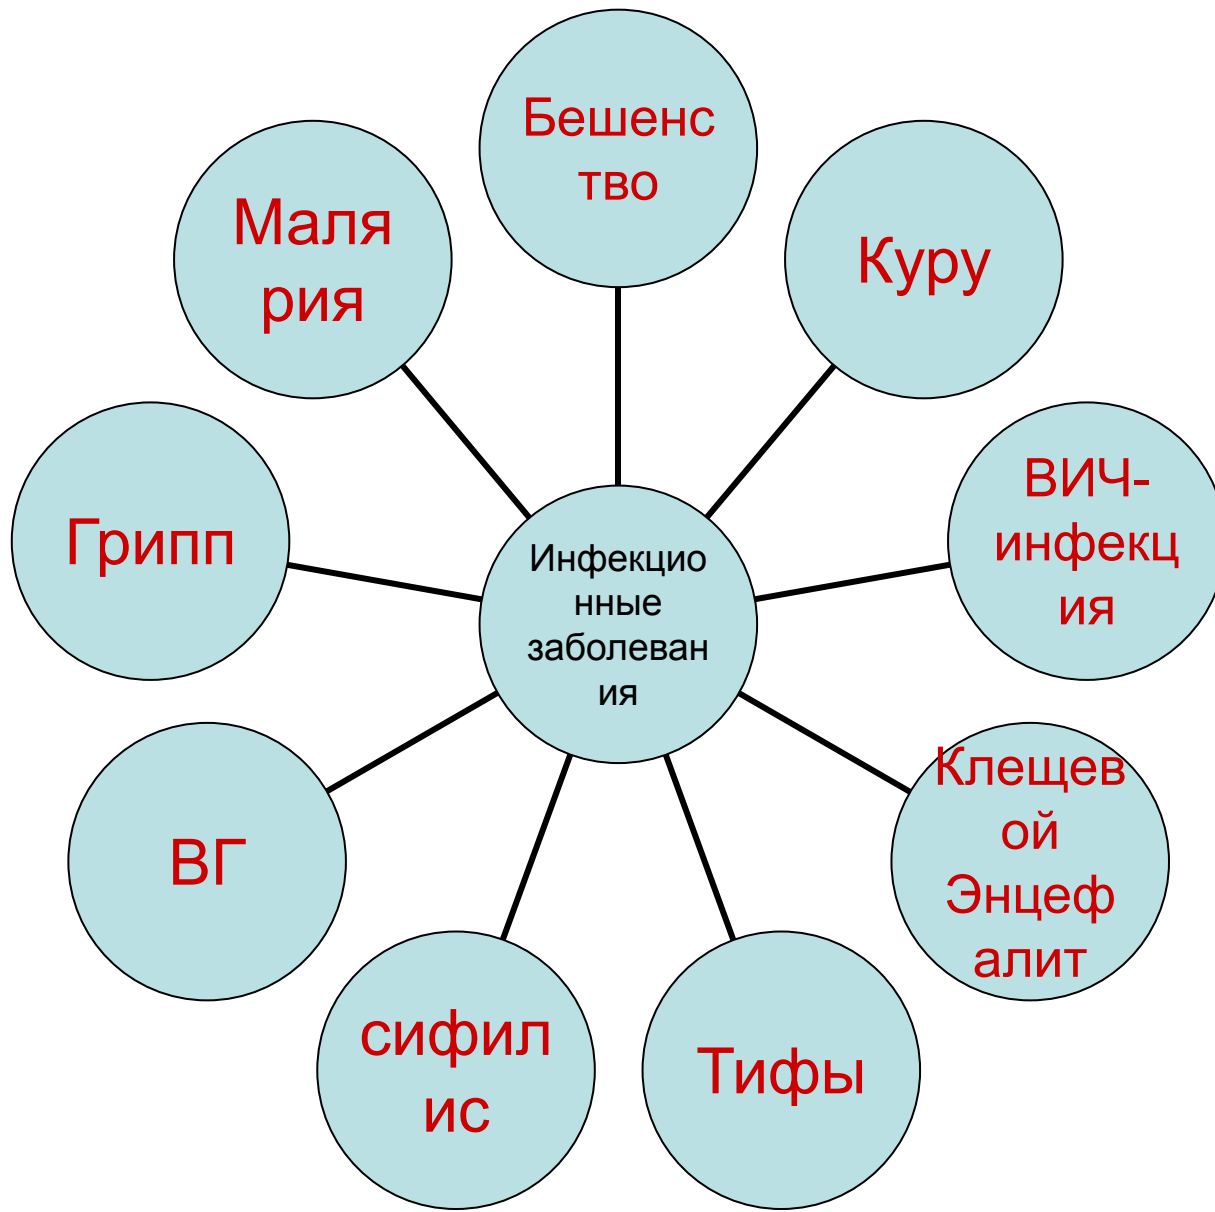 Бешенс
тво
Куру
ВИЧ-
инфекц
ия
Клещев
ой
Энцеф
алит
Тифы
сифил
ис
ВГ
Грипп
Маля
рия
Инфекцио
нные
заболеван
ия